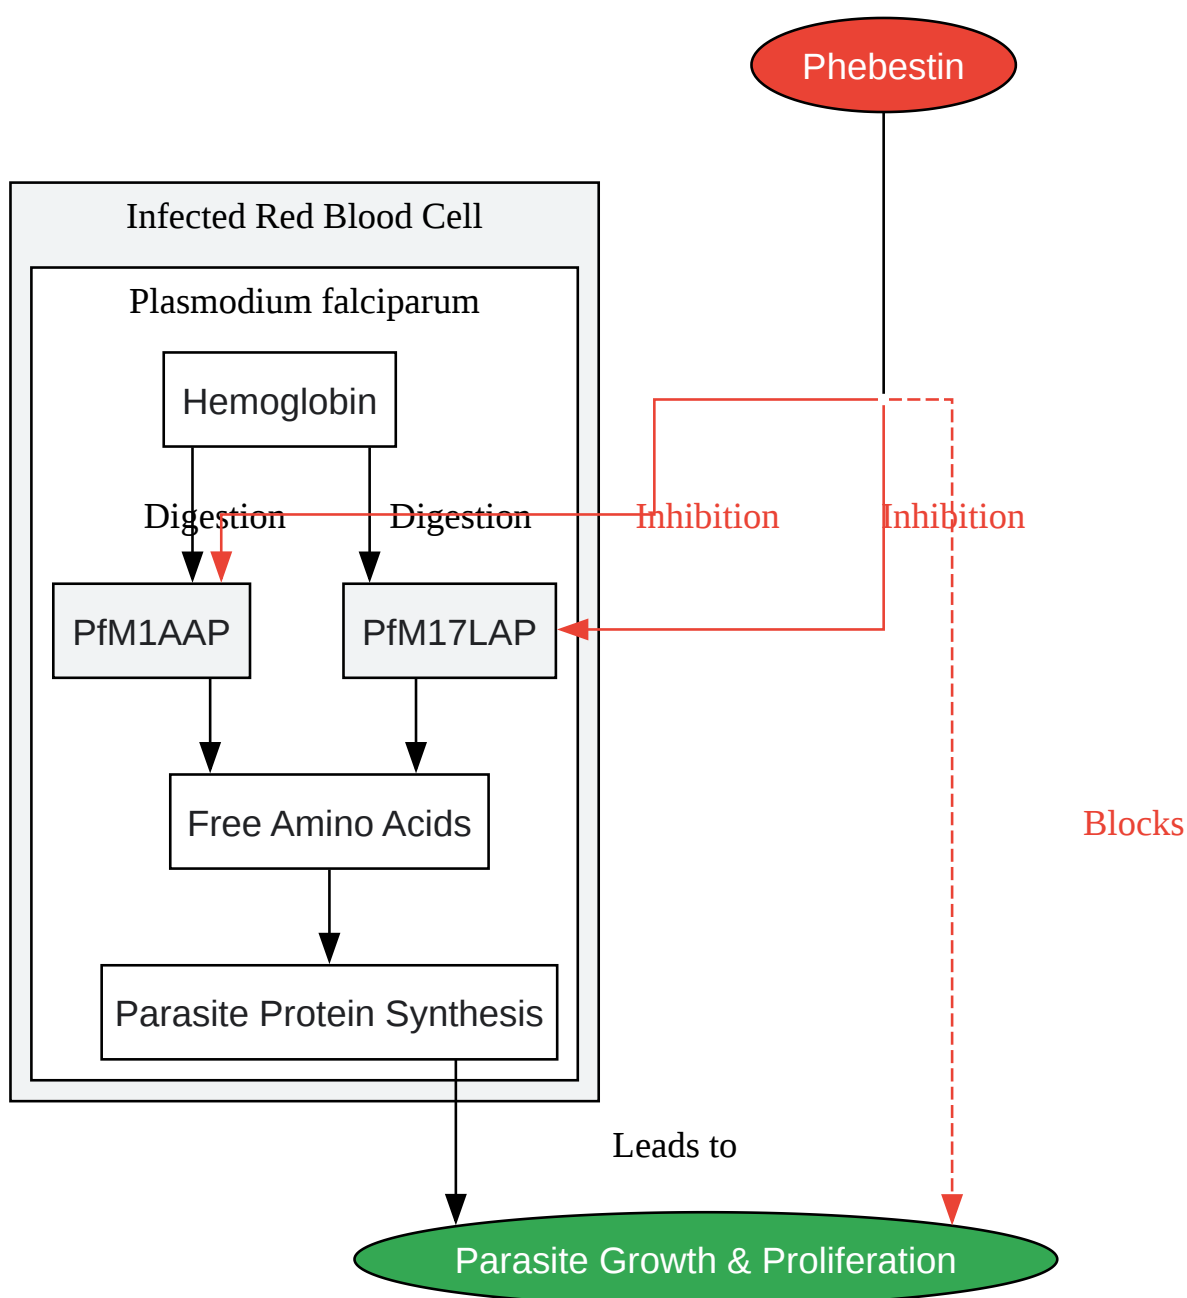 Phebestin
Infected Red Blood Cell
Plasmodium falciparum
Hemoglobin
Digestion
Digestion
Inhibition
Inhibition
PfM1AAP
PfM17LAP
Free Amino Acids
Blocks
Parasite Protein Synthesis
Leads to
Parasite Growth & Proliferation